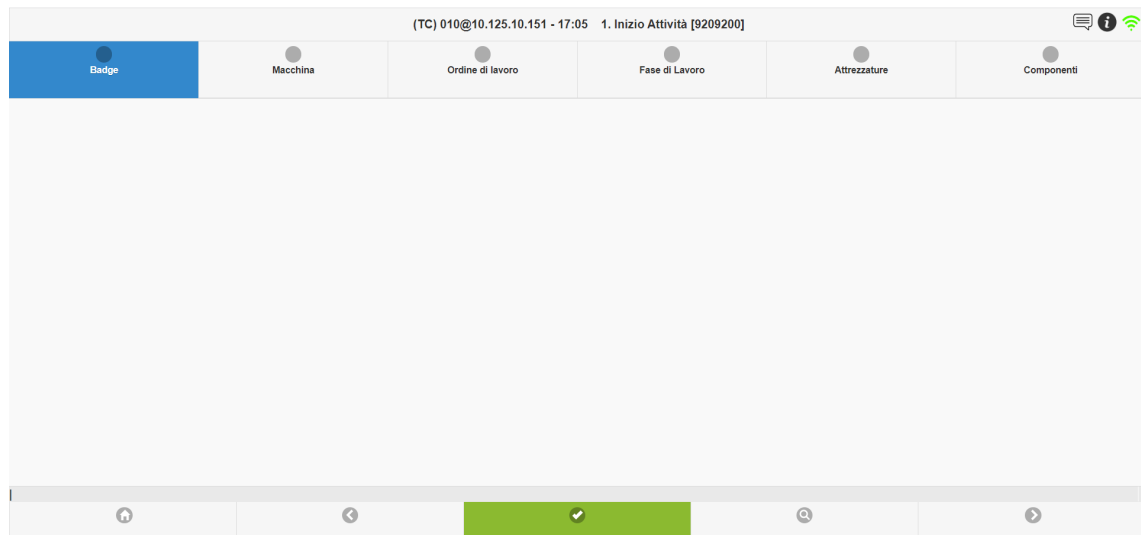 (TC) 010@10.125.10.151 - 17:05 1. Inizio Attività [9209200]
Badge
Macchina
Ordine di lavoro
Fase di Lavoro
Attrezzature
Componenti